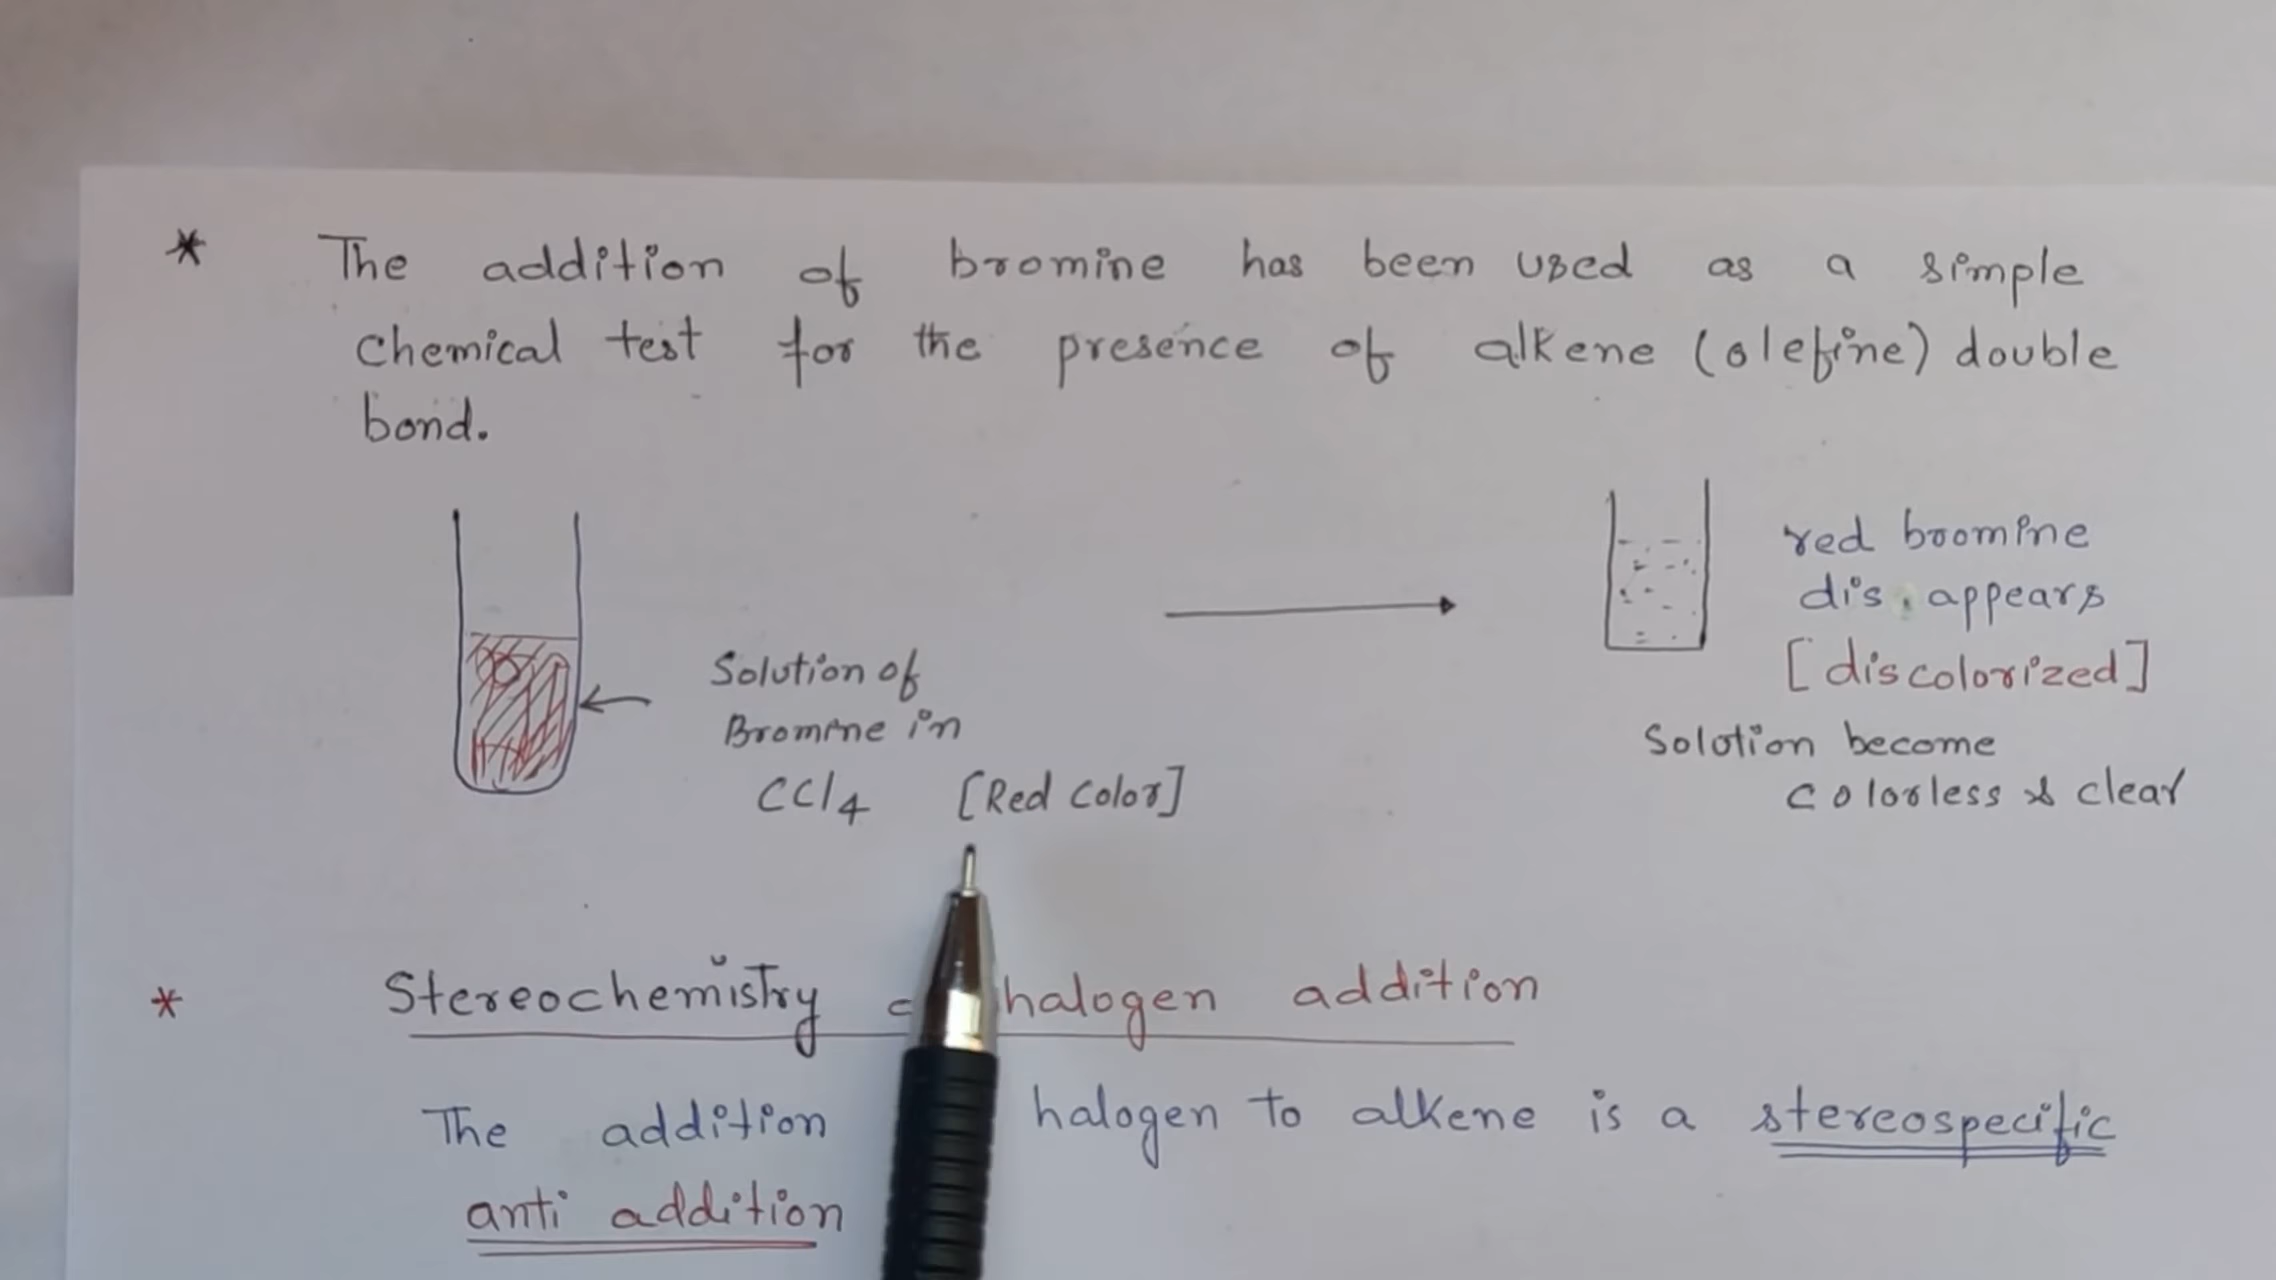 * The addition of bromine has been used as a simple
chemical test for the presence of alkene (olefine) double
bond.
Solution of
Bromine in
CCl4 [Red Color]
red bromine
dis.appears
[discolorized]
Solution become
colorless & clear
* Stereochemistry halogen addition
The addition halogen to alkene is a stereospecific
anti addition